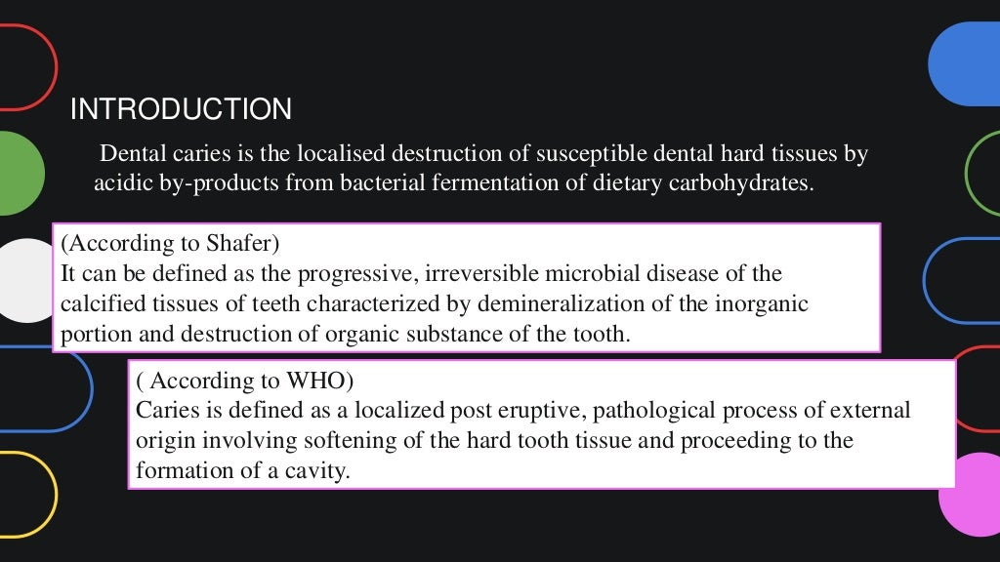 INTRODUCTION
Dental caries is the localised destruction of susceptible dental hard tissues by
acidic by-products from bacterial fermentation of dietary carbohydrates.
(According to Shafer)
It can be defined as the progressive, irreversible microbial disease of the
calcified tissues of teeth characterized by demineralization of the inorganic
portion and destruction of organic substance of the tooth.
( According to WHO)
Caries is defined as a localized post eruptive, pathological process of external
origin involving softening of the hard tooth tissue and proceeding to the
formation of a cavity.